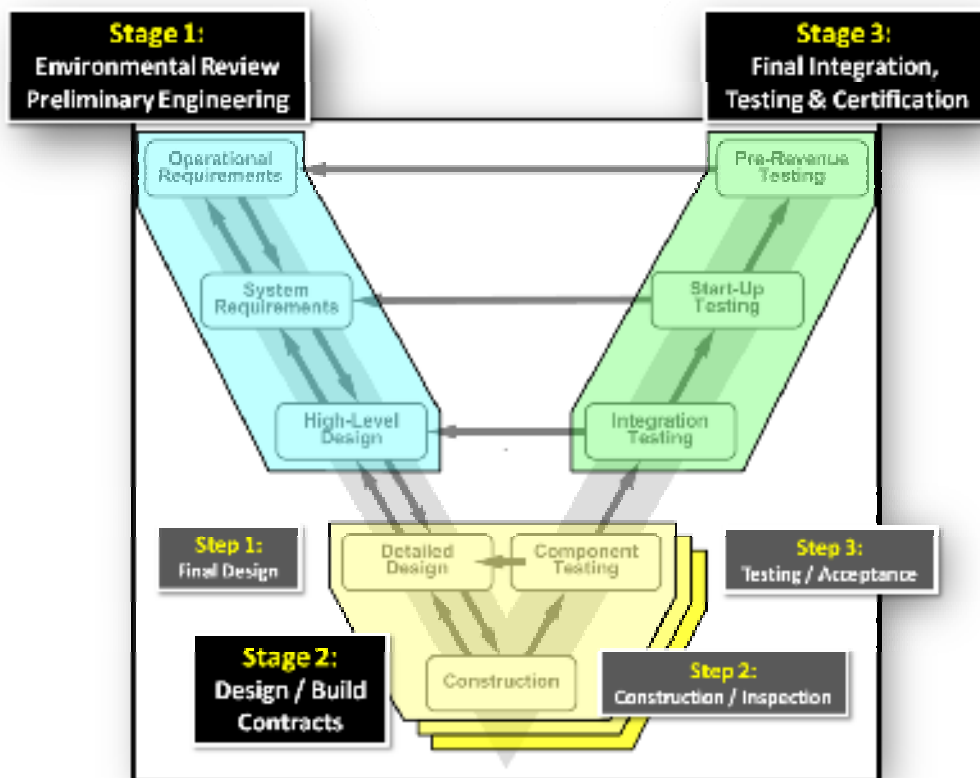 Stage 1:
Environmental Review
Preliminary Engineering
Stage 3:
Final Integration,
Testing & Certification
Operational
Requirements
Pre-Revenue
Testing
System
Requirements
Start-Up
Testing
High-Level
Design
Integration
Testing
Step 1:
Final Design
Detailed
Design
Component
Testing
Step 3:
Testing / Acceptance
Stage 2:
Design / Build
Contracts
Construction
Step 2:
Construction / Inspection